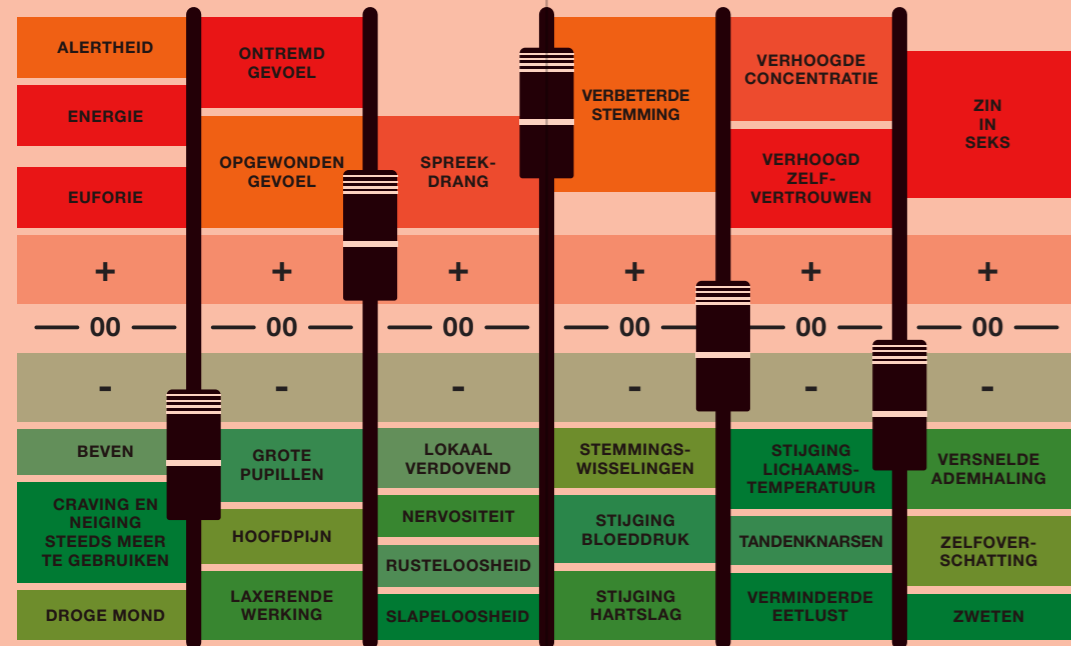 ALERTHEID
ENERGIE
EUFORIE
+
00
-
BEVEN
CRAVING EN
NEIGING
STEEDS MEER
TE GEBRUIKEN
DROGE MOND
ONTREMD
GEVOEL
OPGEWONDEN
GEVOEL
+
00
-
GROTE
PUPILLEN
HOOFDPIJN
LAXERENDE
WERKING
SPREEK-
DRANG
+
00
-
LOKAAL
VERDOVEND
NERVOSITEIT
RUSTELOOSHEID
SLAPELOOSHEID
VERBETERDE
STEMMING
+
00
-
STEMMINGS-
WISSELINGEN
STIJGING
BLOEDDRUK
STIJGING
HARTSLAG
VERHOOGDE
CONCENTRATIE
VERHOOGD
ZELF-
VERTROUWEN
+
00
-
STIJGING
LICHAAMS-
TEMPERATUUR
TANDENKNARSEN
VERMINDERDE
EETLUST
ZIN
IN
SEKS
+
00
-
VERSNELDE
ADEMHALING
ZELFOVER-
SCHATTING
ZWETEN